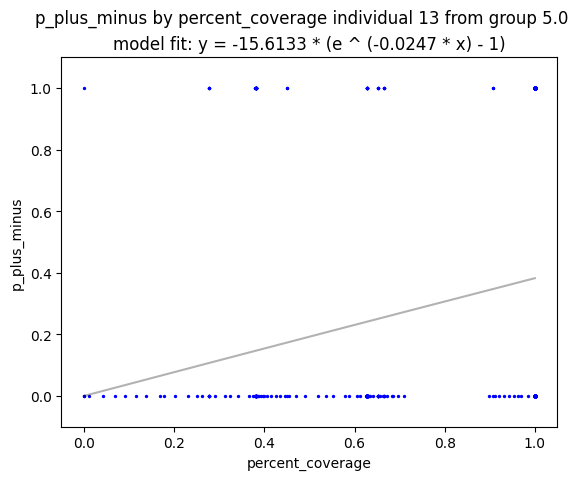 p_plus_minus by percent_coverage individual 13 from group 5.0
model fit: y = -15.6133 * (e ^ (-0.0247 * x) - 1)
1.0
0.8
0.6
0.4
0.2
0.0
p_plus_minus
0.0 0.2 0.4 0.6 0.8 1.0
percent_coverage